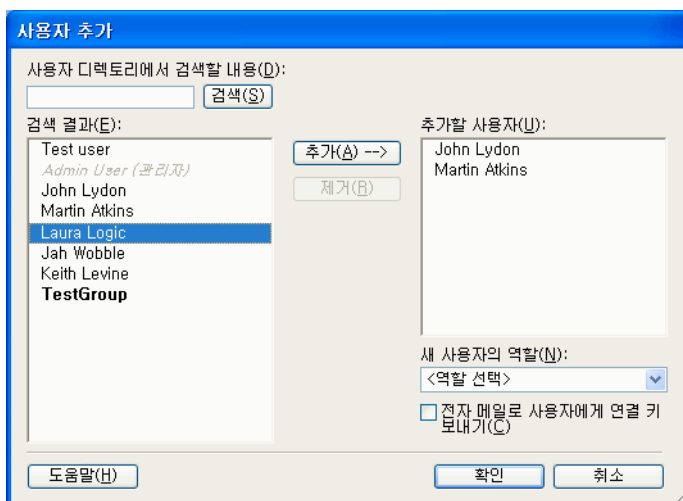 사용자 추가
사용자 디렉토리에서 검색할 내용(D):
검색(S)
검색 결과(E):
Test user
Admin User (관리자)
John Lydon
Martin Atkins
Laura Logic
Jah Wobble
Keith Levine
TestGroup
추가(A) -->
제거(R)
추가할 사용자(U):
John Lydon
Martin Atkins
새 사용자의 역할(N):
<역할 선택>
전자 메일로 사용자에게 연결 키
보내기(C)
도움말(H)
확인
취소